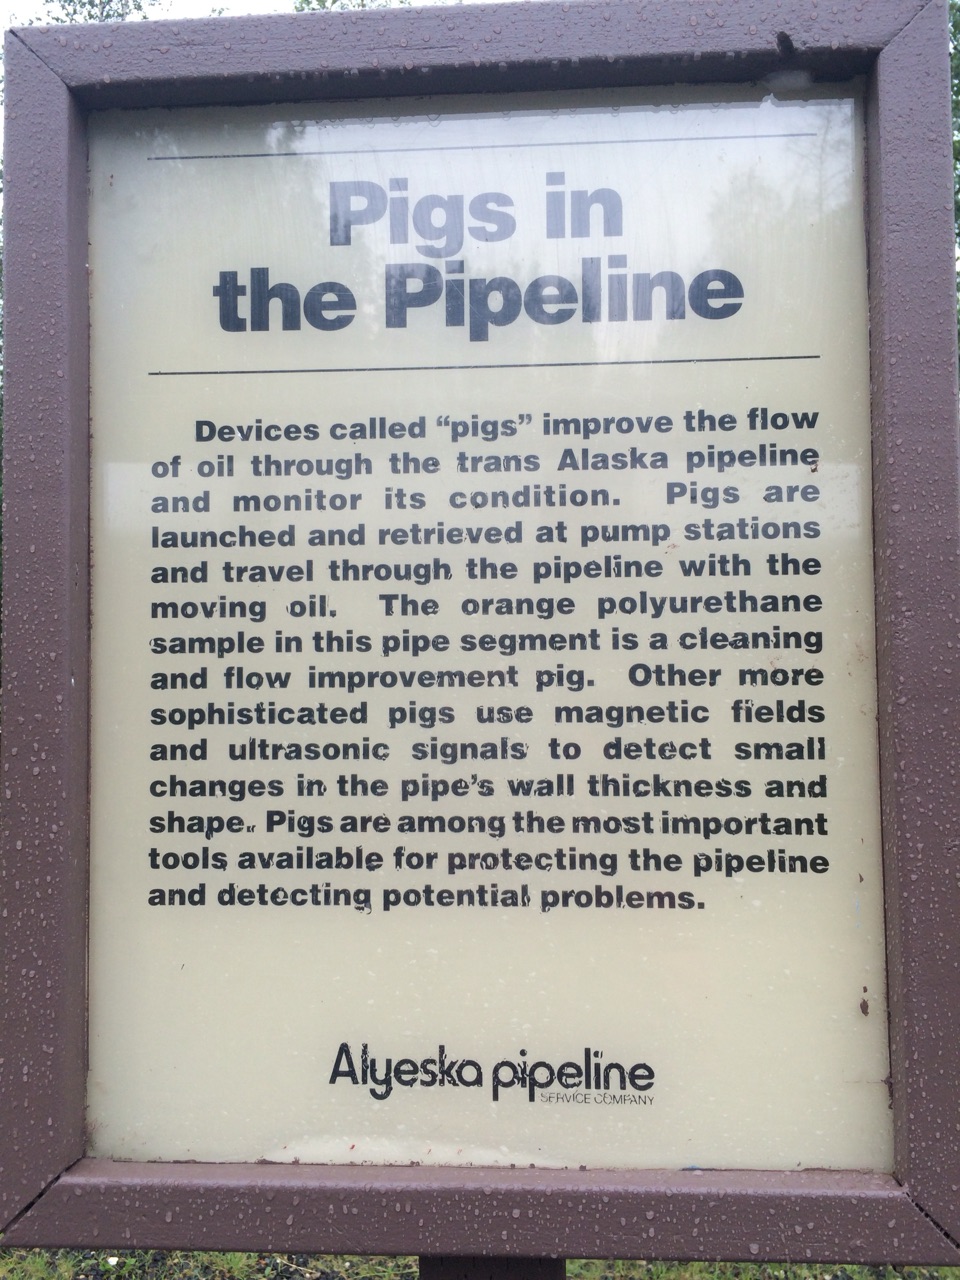 Pigs in
the Pipeline
Devices called “pigs” improve the flow
of oil through the trans Alaska pipeline
and monitor its condition. Pigs are
launched and retrieved at pump stations
and travel through the pipeline with the
moving oil. The orange polyurethane
sample in this pipe segment is a cleaning
and flow improvement pig. Other more
sophisticated pigs use magnetic fields
and ultrasonic signals to detect small
changes in the pipe’s wall thickness and
shape. Pigs are among the most important
tools available for protecting the pipeline
and detecting potential problems.
Alyeska pipeline
SERVICE COMPANY